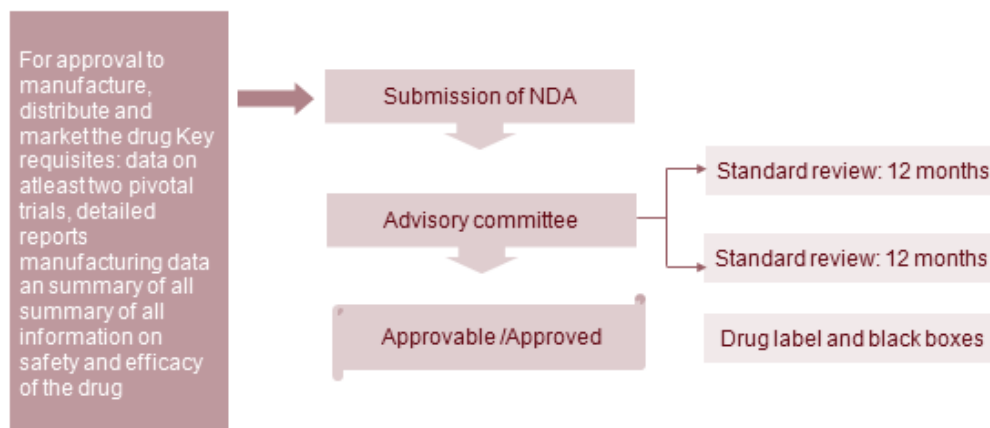 For approval to
manufacture,
distribute and
market the drug Key
requisites: data on
atleast two pivotal
trials, detailed
reports
manufacturing data
an summary of all
summary of all
information on
safety and efficacy
of the drug
Submission of NDA
Advisory committee
Standard review: 12 months
Standard review: 12 months
Approvable /Approved
Drug label and black boxes